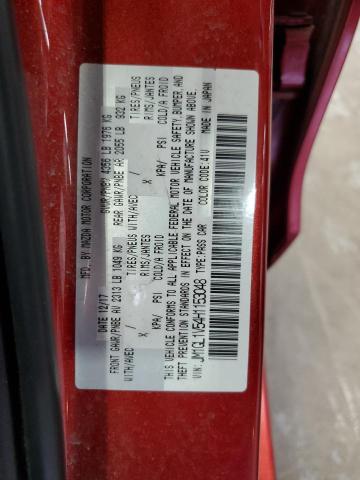 MFD. BY MAZDA MOTOR CORPORATION
DATE 12/17 GVWR/PNBV 4356 LB 1976 KG
FRONT GAWR/PNBE AV 2313 LB 1049 KG REAR GAWR/PNBE AR 2055 LB 932 KG
WITH/AVEC / TIRES/PNEUS WITH/AVEC / TIRES/PNEUS
X RIMS/JANTES X RIMS/JANTES
KPA/ PSI COLD/A FROID KPA/ PSI COLD/A FROID
THIS VEHICLE CONFORMS TO ALL APPLICABLE FEDERAL MOTOR VEHICLE SAFETY, BUMPER, AND
THEFT PREVENTION STANDARDS IN EFFECT ON THE DATE OF MANUFACTURE SHOWN ABOVE.
VIN: JM1GL1V54H1153048 TYPE: PASS CAR MADE IN JAPAN
COLOR CODE: 41V